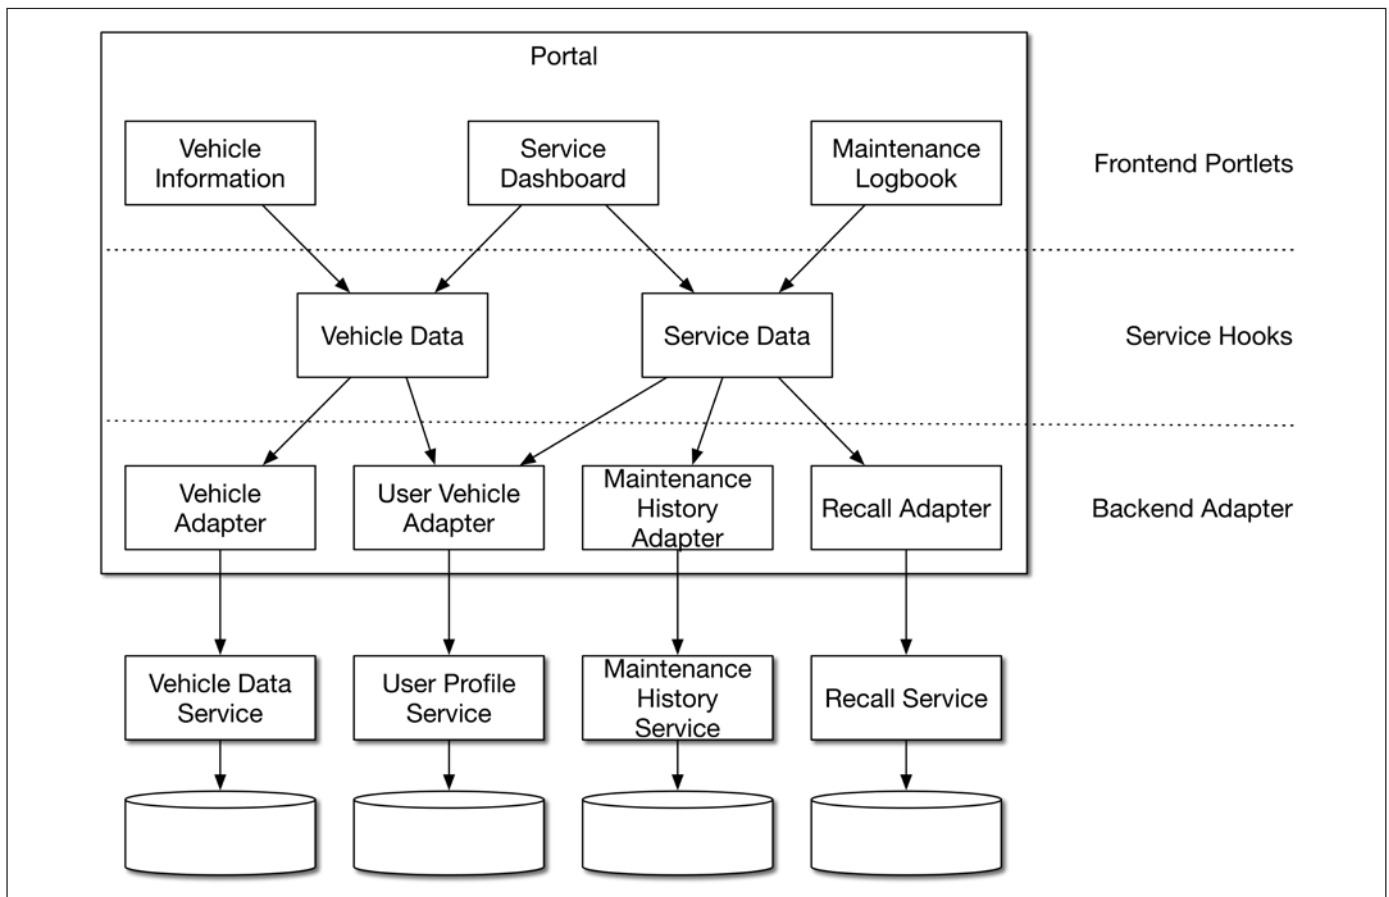 Portal
Vehicle
Information
Service
Dashboard
Maintenance
Logbook
Frontend Portlets
Vehicle Data
Service Data
Service Hooks
Vehicle
Adapter
User Vehicle
Adapter
Maintenance
History
Adapter
Recall Adapter
Backend Adapter
Vehicle Data
Service
User Profile
Service
Maintenance
History
Service
Recall Service